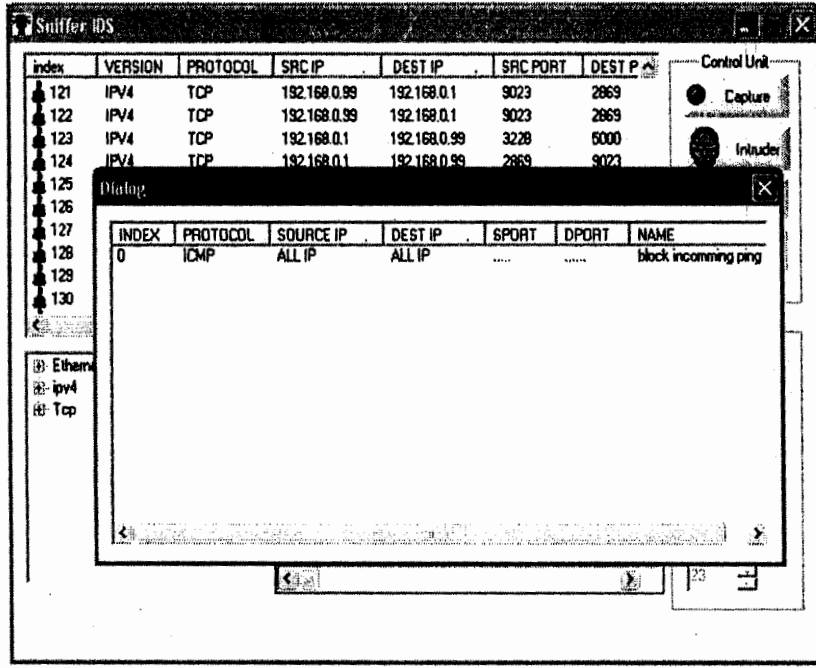 Sniffer IDS
index VERSION PROTOCOL SRC IP DEST IP SRC PORT DEST P
121 IPV4 TCP 192.168.0.99 192.168.0.1 9023 2869
122 IPV4 TCP 192.168.0.99 192.168.0.1 9023 2869
123 IPV4 TCP 192.168.0.1 192.168.0.99 3228 5000
124 IPV4 TCP 192.168.0.1 192.168.0.99 2869 9023
125
126
127
128
129
130
Control Unit
Capture
Intruder
Dialog
INDEX PROTOCOL SOURCE IP DEST IP SPORT DPORT NAME
0 ICMP ALL IP ALL IP ..... ...... block incomming ping
Ethern
ipv4
Tcp
23